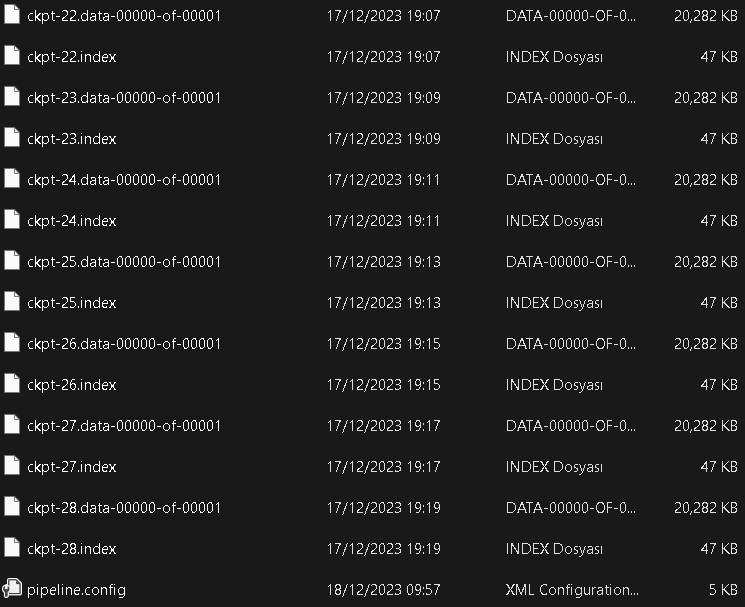 ckpt-22.data-00000-of-00001 17/12/2023 19:07 DATA-00000-OF-0... 20,282 KB
ckpt-22.index 17/12/2023 19:07 INDEX Dosyası 47 KB
ckpt-23.data-00000-of-00001 17/12/2023 19:09 DATA-00000-OF-0... 20,282 KB
ckpt-23.index 17/12/2023 19:09 INDEX Dosyası 47 KB
ckpt-24.data-00000-of-00001 17/12/2023 19:11 DATA-00000-OF-0... 20,282 KB
ckpt-24.index 17/12/2023 19:11 INDEX Dosyası 47 KB
ckpt-25.data-00000-of-00001 17/12/2023 19:13 DATA-00000-OF-0... 20,282 KB
ckpt-25.index 17/12/2023 19:13 INDEX Dosyası 47 KB
ckpt-26.data-00000-of-00001 17/12/2023 19:15 DATA-00000-OF-0... 20,282 KB
ckpt-26.index 17/12/2023 19:15 INDEX Dosyası 47 KB
ckpt-27.data-00000-of-00001 17/12/2023 19:17 DATA-00000-OF-0... 20,282 KB
ckpt-27.index 17/12/2023 19:17 INDEX Dosyası 47 KB
ckpt-28.data-00000-of-00001 17/12/2023 19:19 DATA-00000-OF-0... 20,282 KB
ckpt-28.index 17/12/2023 19:19 INDEX Dosyası 47 KB
pipeline.config 18/12/2023 09:57 XML Configuration... 5 KB